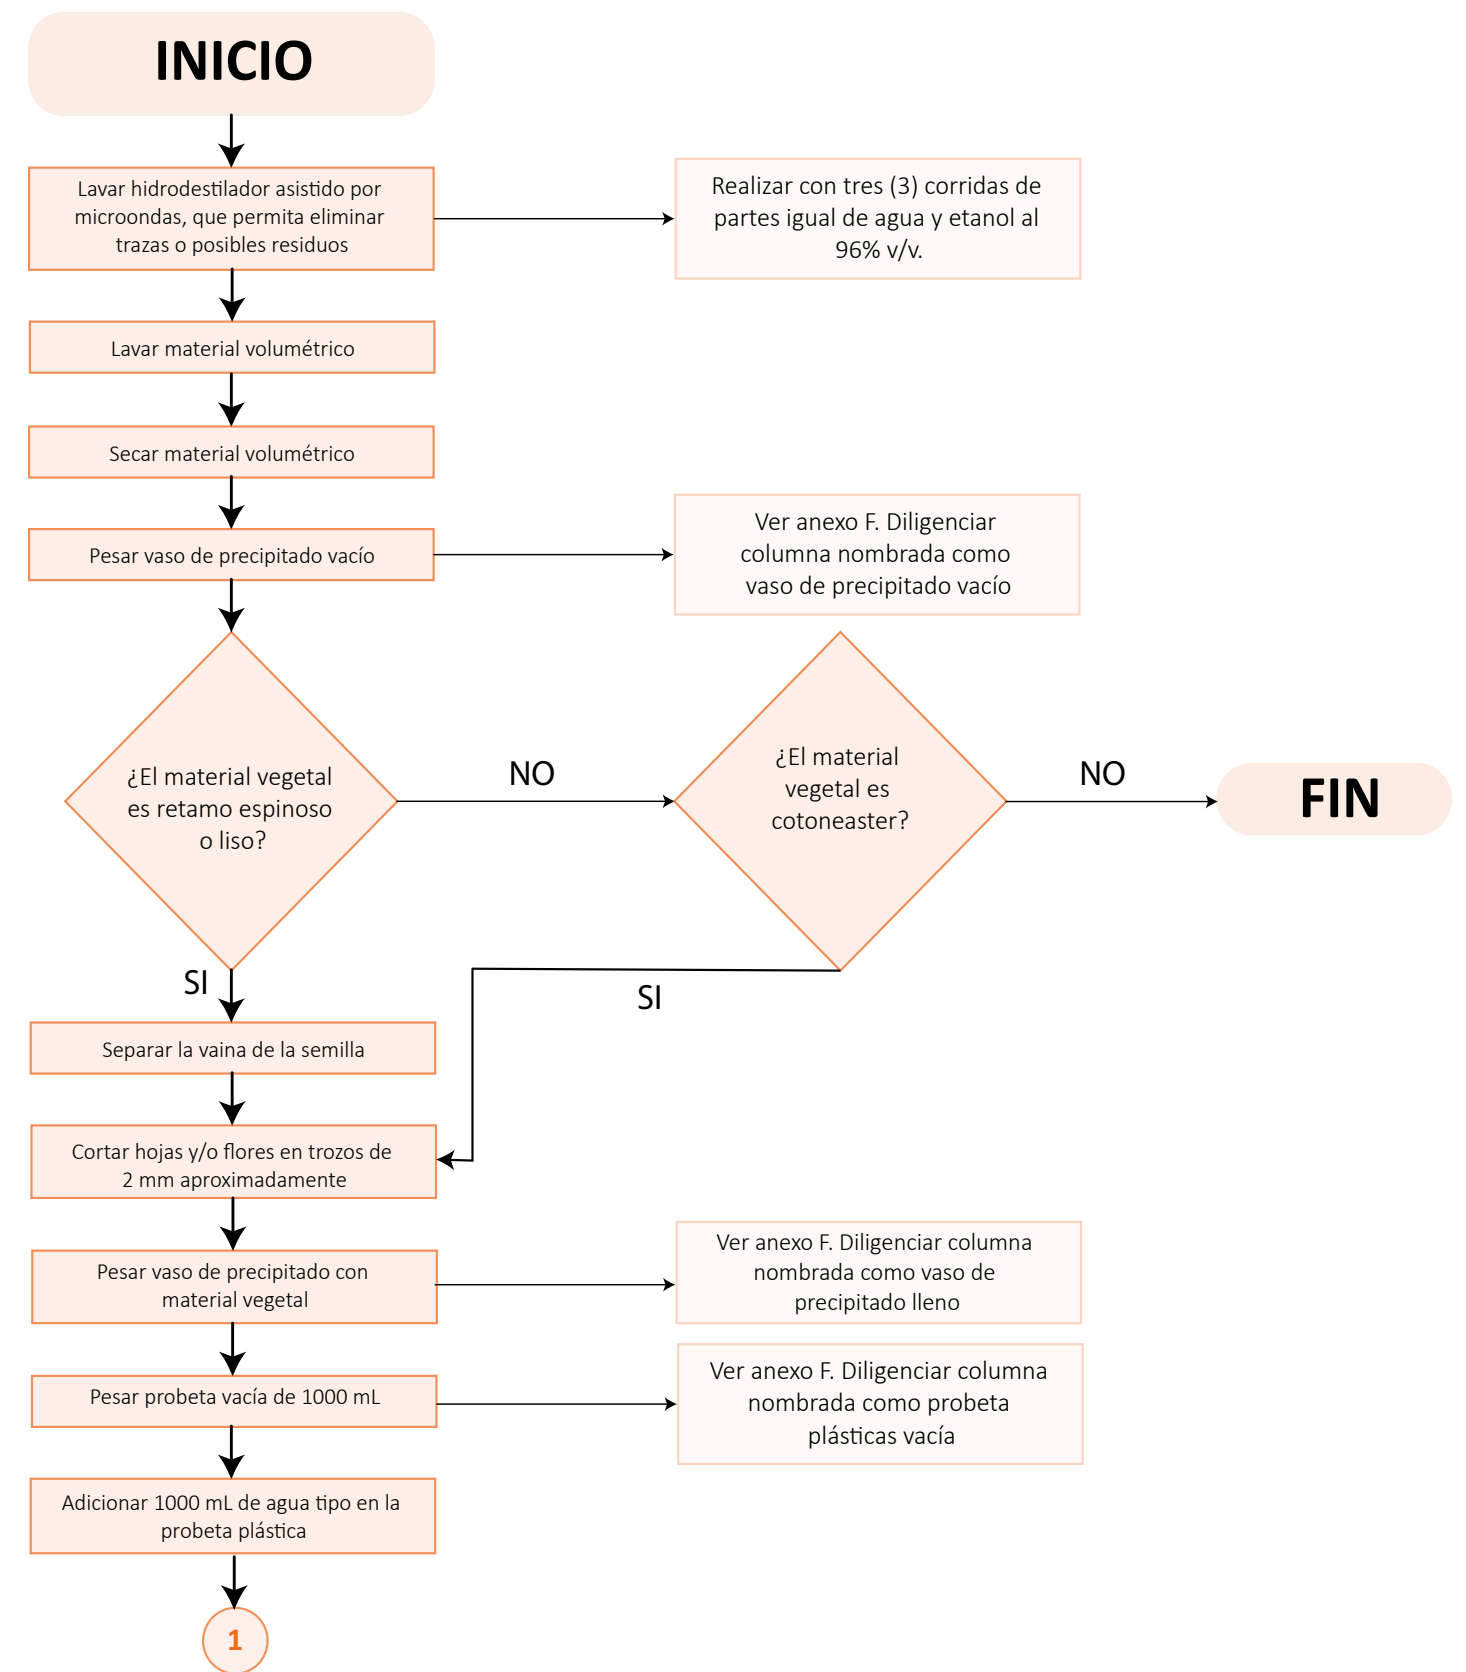 INICIO
Lavar hidrodestilador asistido por
microondas, que permita eliminar
trazas o posibles residuos
Realizar con tres (3) corridas de
partes igual de agua y etanol al
96% v/v.
Lavar material volumétrico
Secar material volumétrico
Pesar vaso de precipitado vacío
Ver anexo F. Diligenciar
columna nombrada como
vaso de precipitado vacío
¿El material vegetal
es retamo espinoso
o liso?
NO
¿El material
vegetal es
cotoneaster?
NO
FIN
SI
SI
Separar la vaina de la semilla
Cortar hojas y/o flores en trozos de
2 mm aproximadamente
Pesar vaso de precipitado con
material vegetal
Ver anexo F. Diligenciar columna
nombrada como vaso de
precipitado lleno
Pesar probeta vacía de 1000 mL
Ver anexo F. Diligenciar columna
nombrada como probeta
plásticas vacía
Adicionar 1000 mL de agua tipo en la
probeta plástica
1